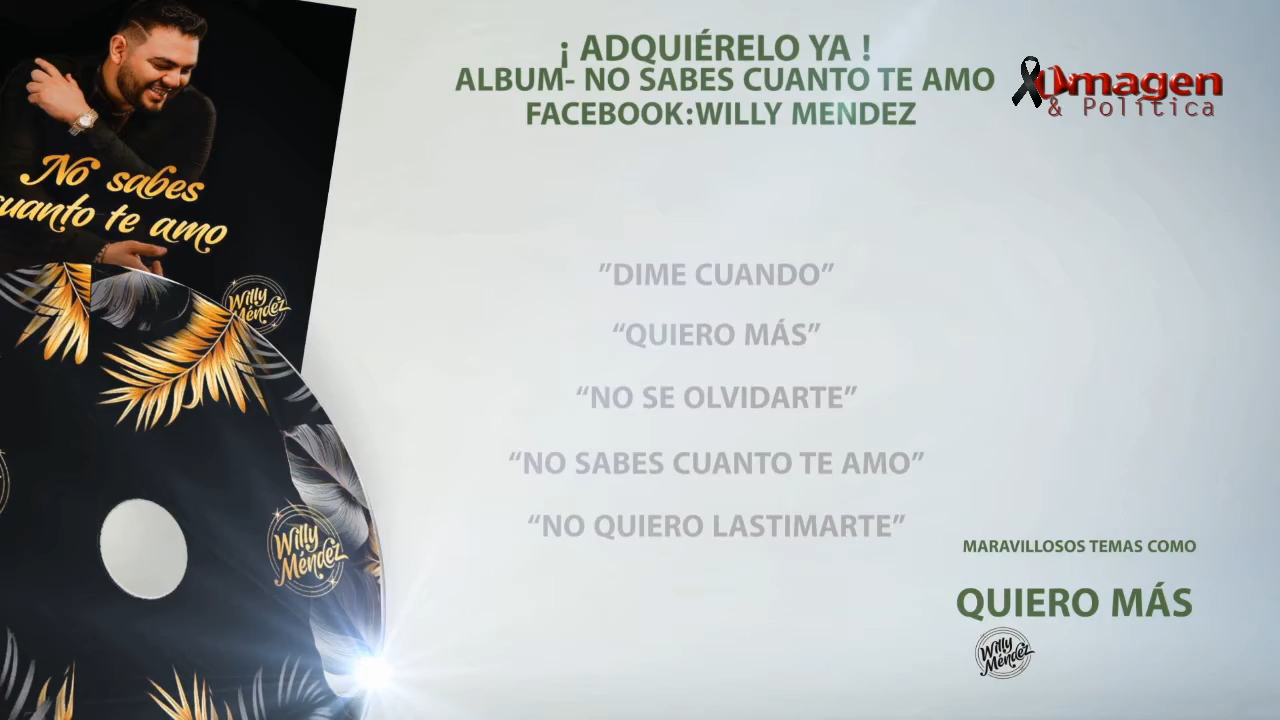 ¡ ADQUIÉRELO YA !
ALBUM- NO SABES CUANTO TE AMO
FACEBOOK:WILLY MENDEZ
Imagen
& Política
No sabes
cuanto te amo
Willy
Méndez
”DIME CUANDO”
“QUIERO MÁS”
“NO SE OLVIDARTE”
“NO SABES CUANTO TE AMO”
“NO QUIERO LASTIMARTE”
Willy
Méndez
MARAVILLOSOS TEMAS COMO
QUIERO MÁS
Willy
Méndez